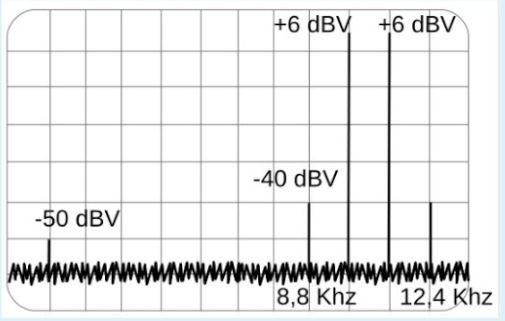 +6 dBV +6 dBV
-40 dBV
-50 dBV
8,8 Khz 12,4 Khz